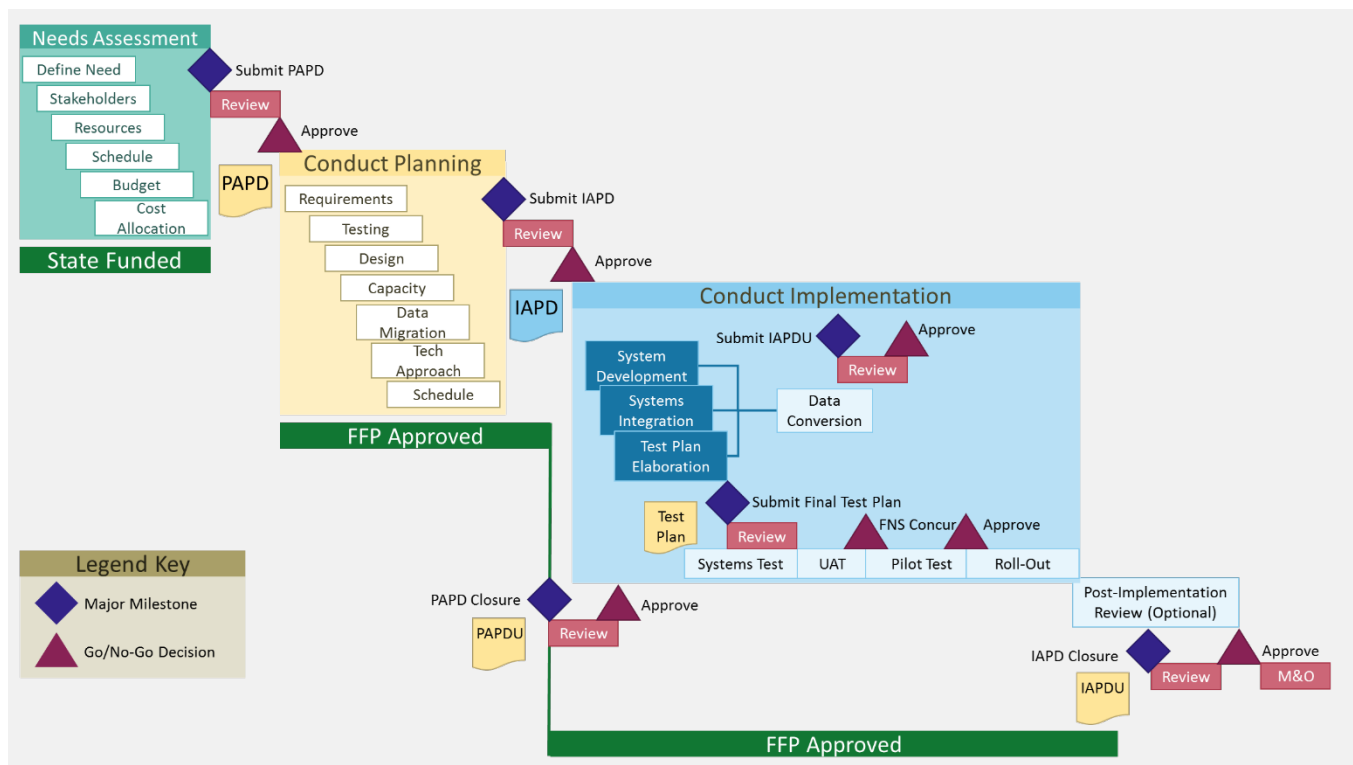 Needs Assessment
Define Need
Stakeholders
Resources
Schedule
Budget
Cost
Allocation
State Funded
Submit PAPD
Review
Approve
PAPD
Conduct Planning
Requirements
Testing
Design
Capacity
Data
Migration
Tech
Approach
Schedule
FFP Approved
Submit IAPD
Review
Approve
IAPD
Conduct Implementation
Submit IAPDU
Approve
Review
System
Development
Systems
Integration
Test Plan
Elaboration
Data
Conversion
Submit Final Test Plan
Test
Plan
Review
FNS Concur
Approve
Systems Test
UAT
Pilot Test
Roll-Out
Legend Key
Major Milestone
Go/No-Go Decision
PAPD Closure
Approve
PAPDU
Review
Post-Implementation
Review (Optional)
IAPD Closure
Approve
Review
M&O
IAPDU
FFP Approved